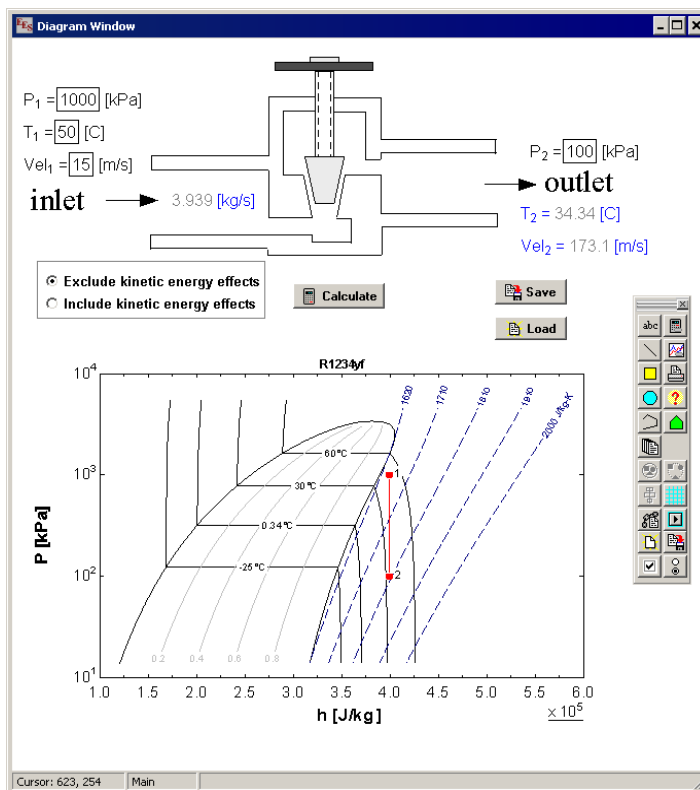 EES Diagram Window
P1 = 1000 [kPa]
T1 = 50 [C]
Vel1 = 15 [m/s]
inlet
3.939 [kg/s]
P2 = 100 [kPa]
outlet
T2 = 34.34 [C]
Vel2 = 173.1 [m/s]
Exclude kinetic energy effects
Include kinetic energy effects
Calculate
Save
Load
abc
R1234yf
10^4
10^3
10^2
10^1
P [kPa]
1620
1710
1810
1910
2000 J/kg-K
60°C
30°C
0.34°C
-25°C
1
2
0.2 0.4 0.6 0.8
1.0 1.5 2.0 2.5 3.0 3.5 4.0 4.5 5.0 5.5 6.0
x 10^5
h [J/kg]
Cursor: 623, 254 Main